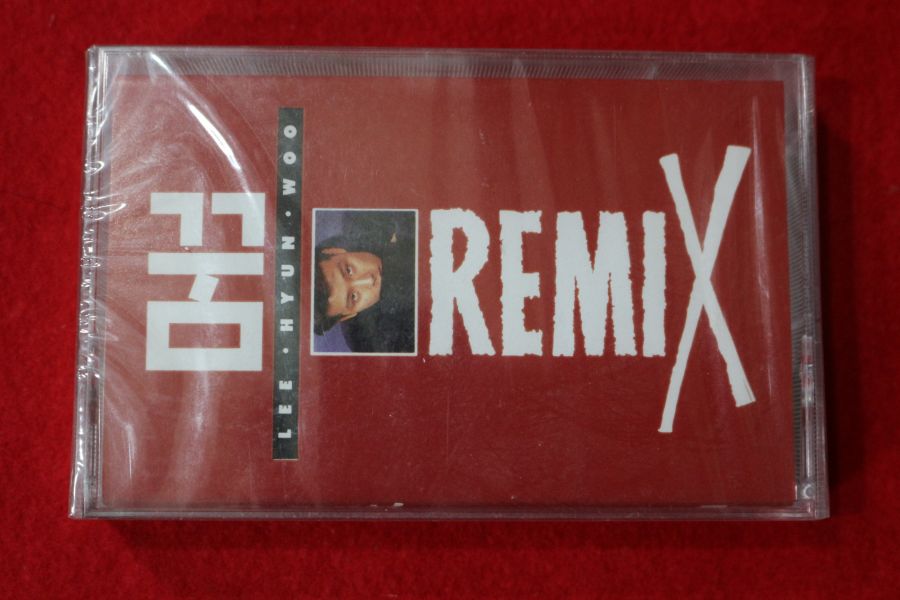 꿈
LEE · HYUN · WOO
REMIX